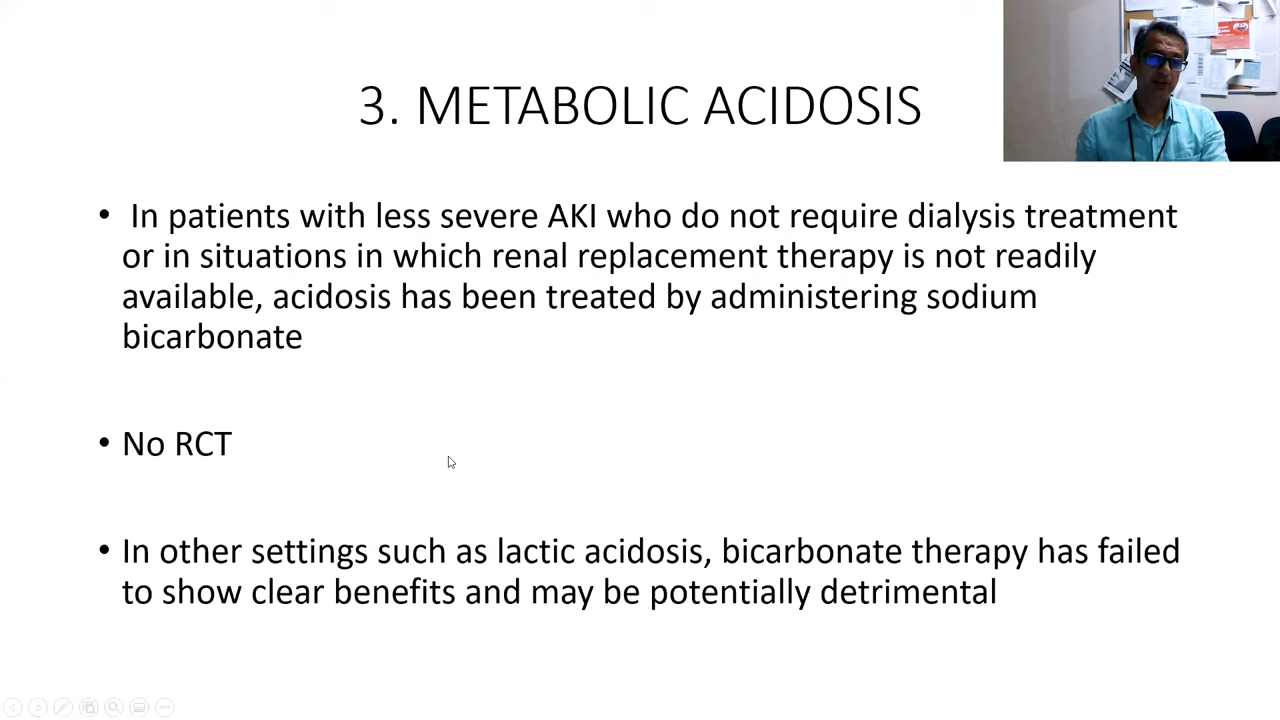 3. METABOLIC ACIDOSIS
• In patients with less severe AKI who do not require dialysis treatment
or in situations in which renal replacement therapy is not readily
available, acidosis has been treated by administering sodium
bicarbonate
• No RCT
• In other settings such as lactic acidosis, bicarbonate therapy has failed
to show clear benefits and may be potentially detrimental